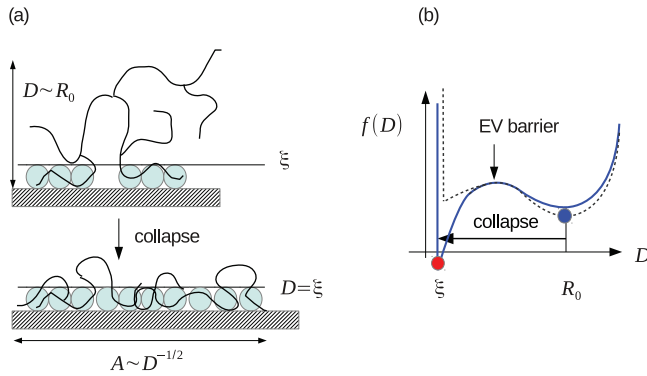 (a)
D~R₀
ξ
collapse
D=ξ
A~D⁻¹/²
(b)
f(D)
EV barrier
collapse
D
ξ
R₀